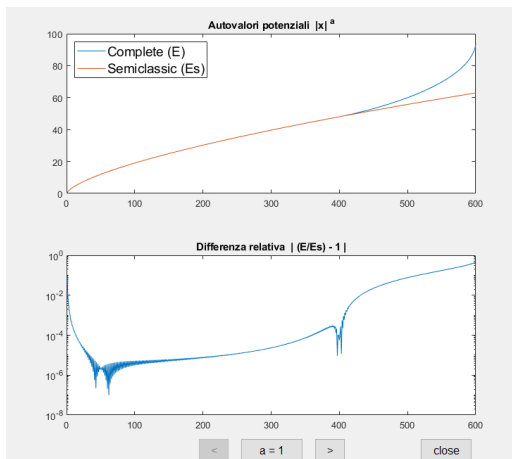 Autovalori potenziali |x| ^a
100
80
60
40
20
0
Complete (E)
Semiclassic (Es)
0 100 200 300 400 500 600
Differenza relativa | (E/Es) - 1 |
10^0
10^-2
10^-4
10^-6
10^-8
0 100 200 300 400 500 600
< a = 1 > close